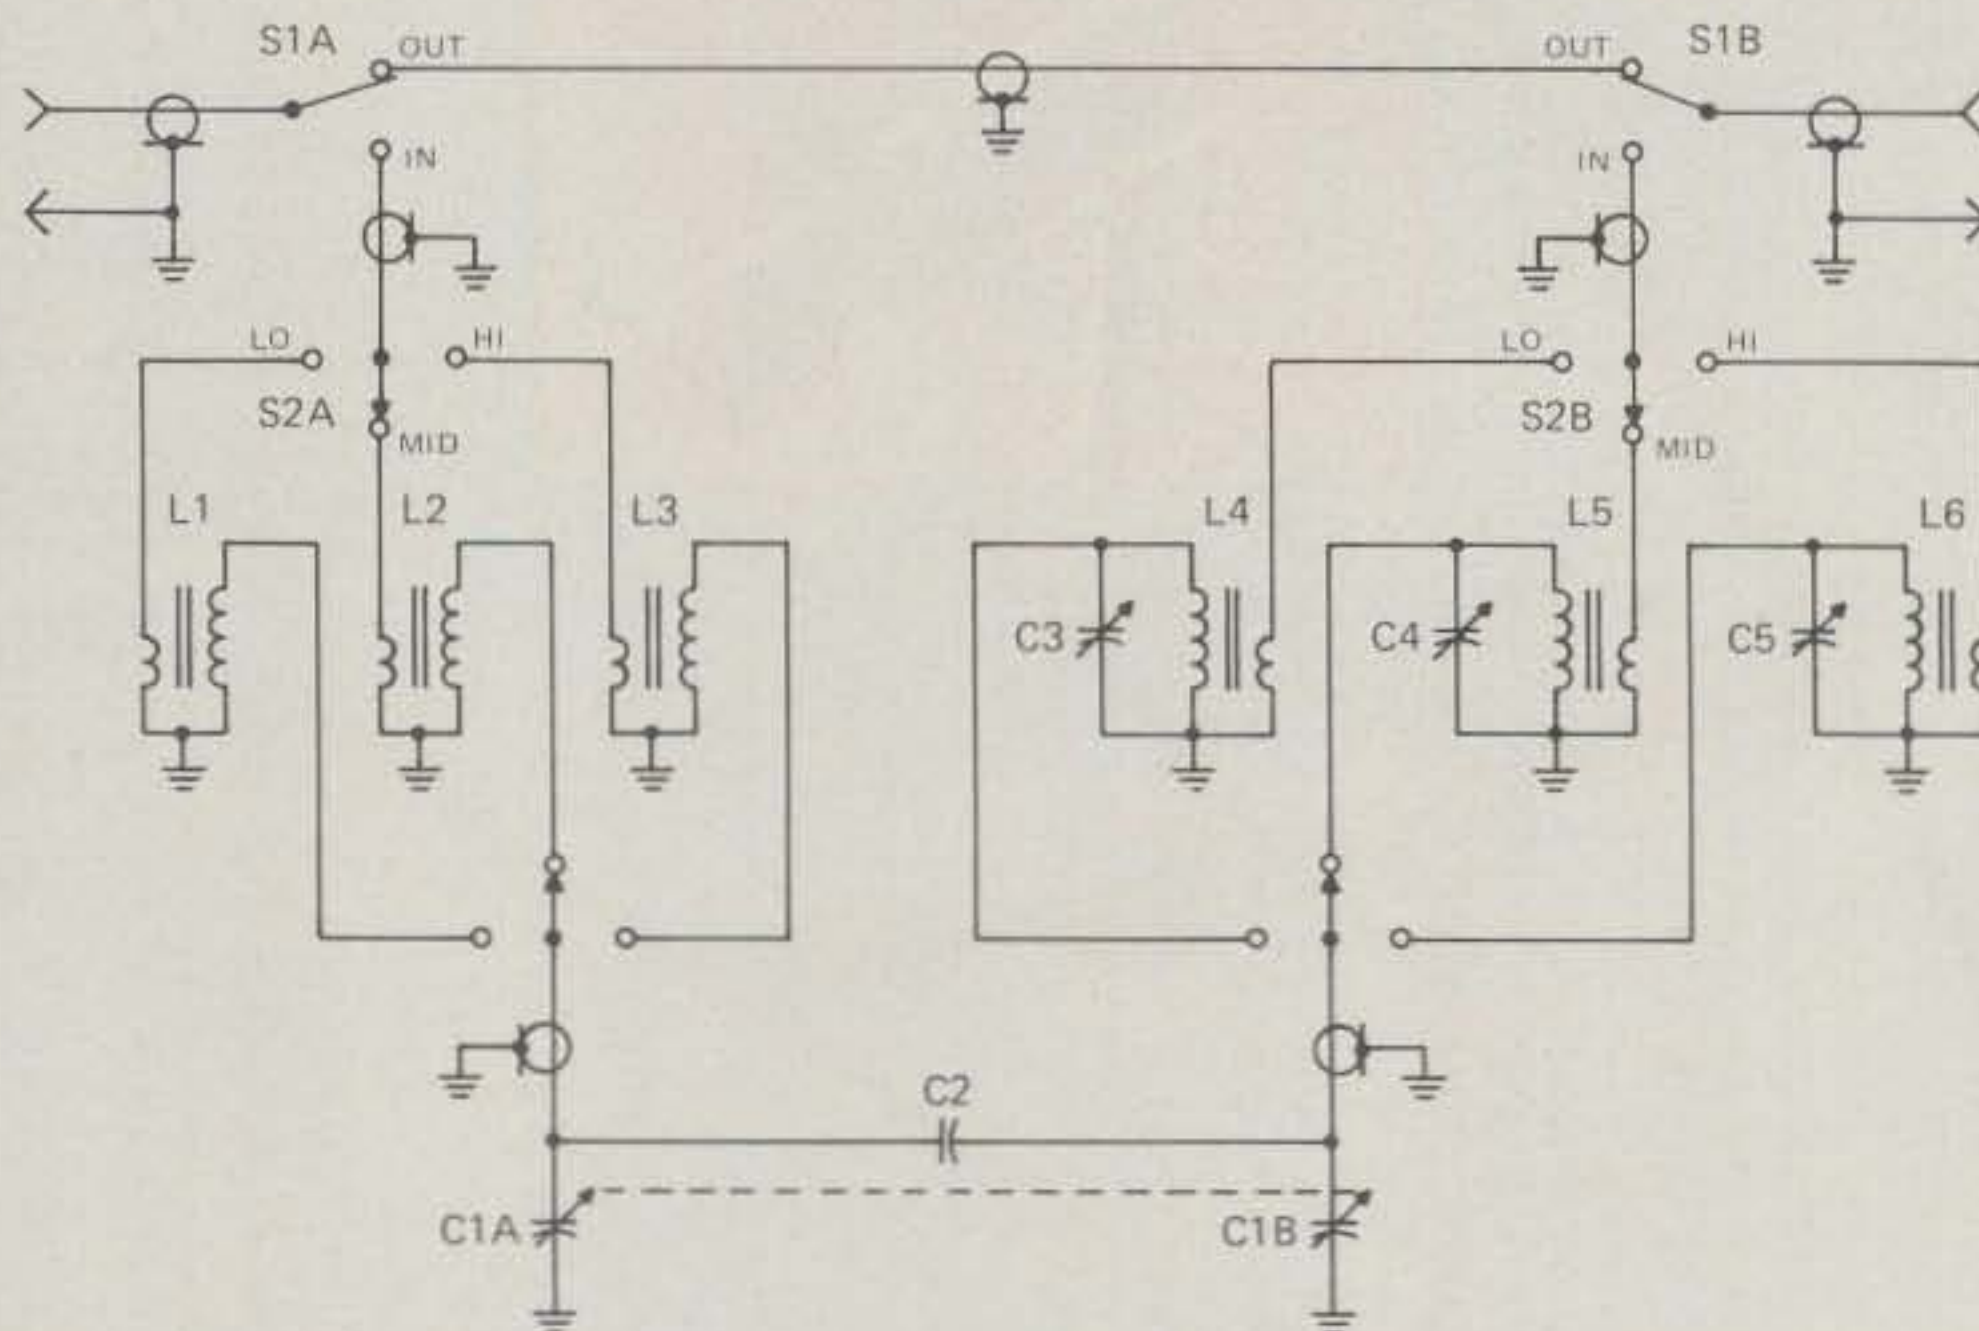 S1A OUT OUT S1B
IN IN
LO HI LO HI
S2A MID S2B MID
L1 L2 L3 L4 L5 L6
C3 C4 C5
C2
C1A C1B